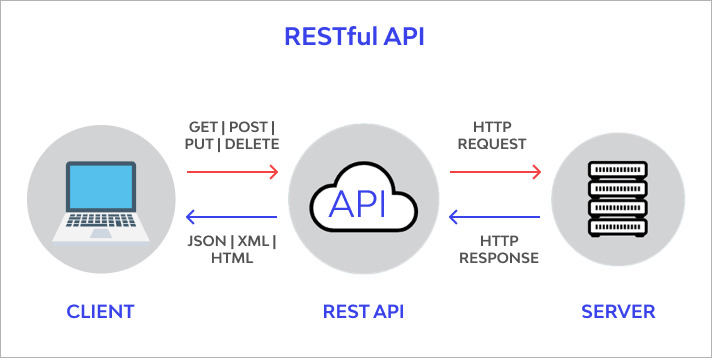 RESTful API
GET | POST |
PUT | DELETE
HTTP
REQUEST
API
JSON | XML |
HTML
HTTP
RESPONSE
CLIENT
REST API
SERVER